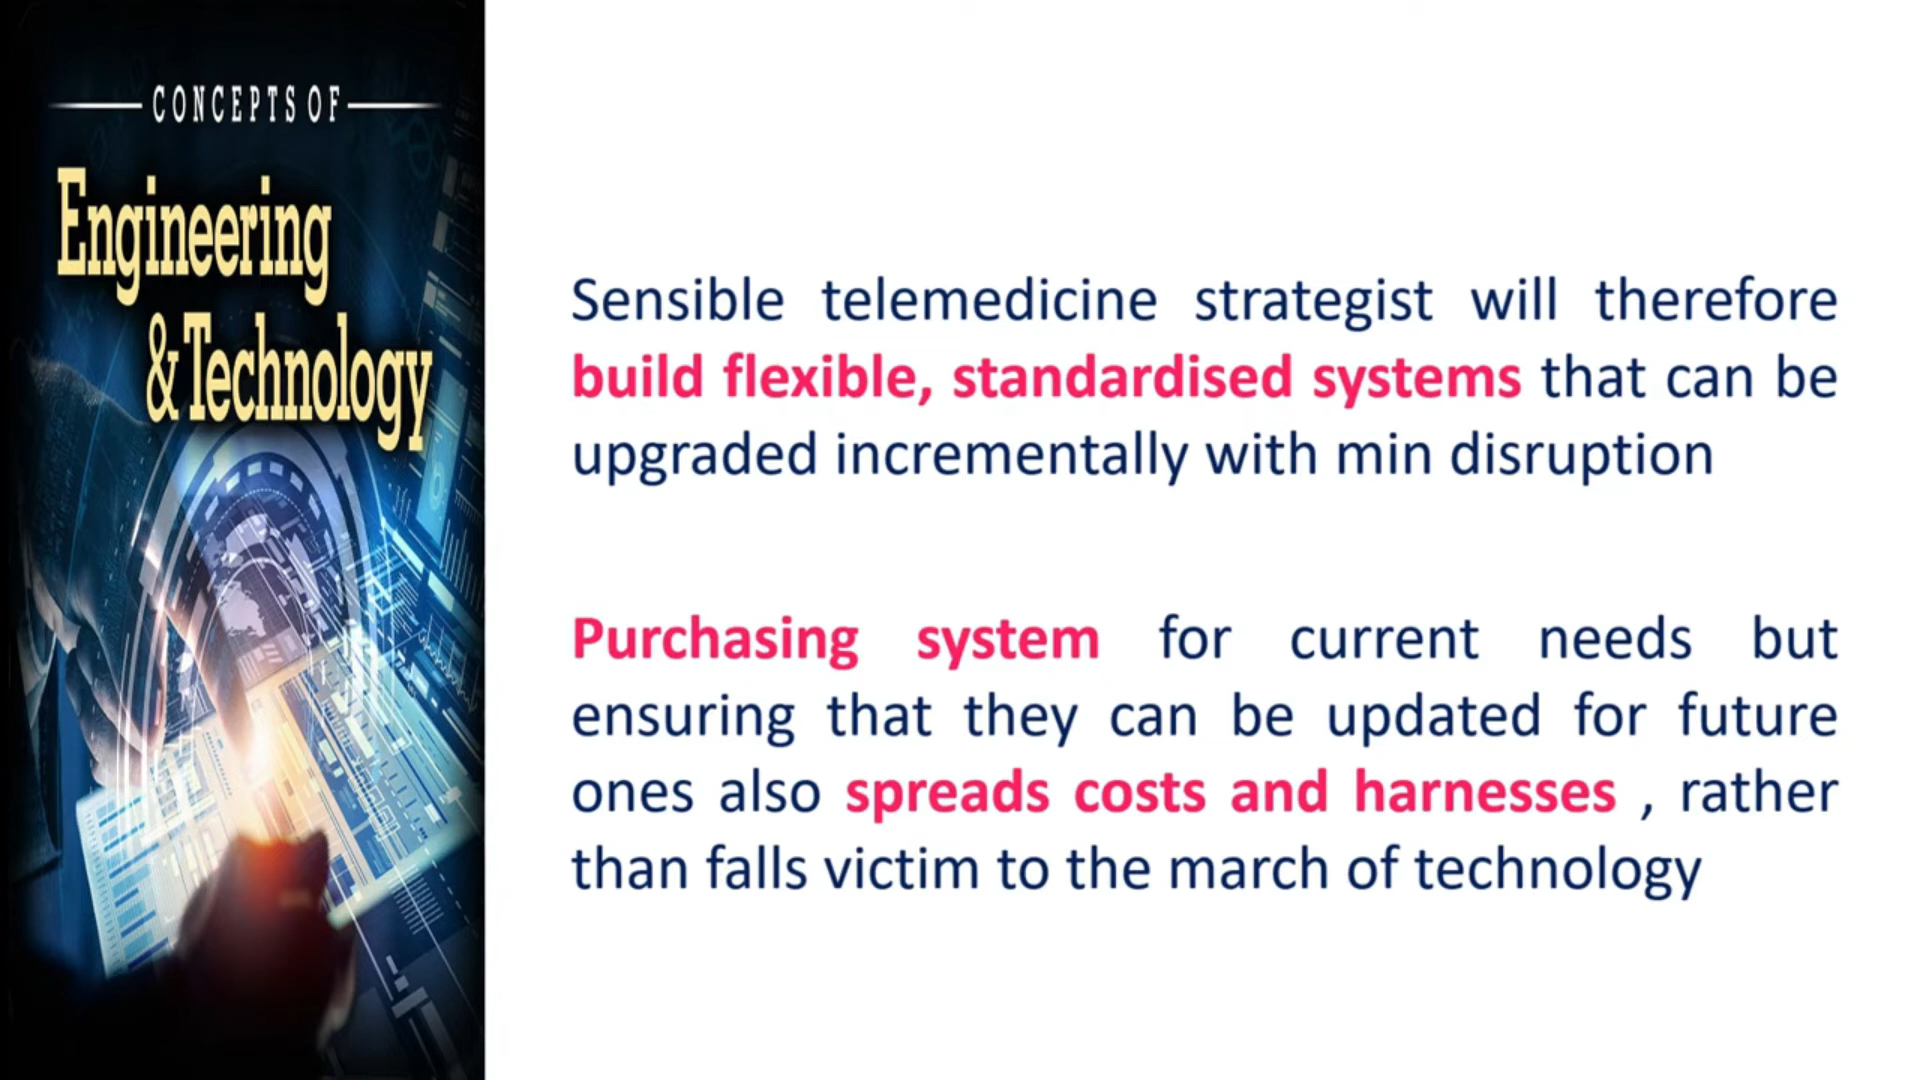 CONCEPTS OF
Engineering
& Technology
Sensible telemedicine strategist will therefore
build flexible, standardised systems that can be
upgraded incrementally with min disruption
Purchasing system for current needs but
ensuring that they can be updated for future
ones also spreads costs and harnesses , rather
than falls victim to the march of technology